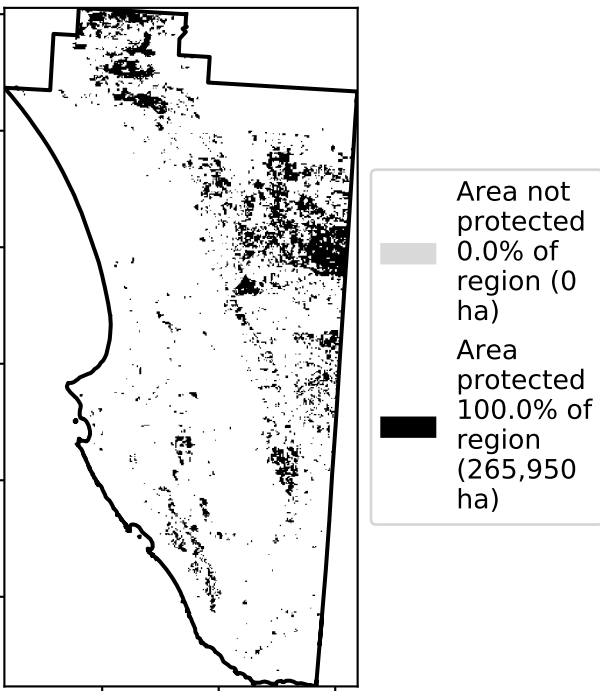 Area not
protected
0.0% of
region (0
ha)
Area
protected
100.0% of
region
(265,950
ha)